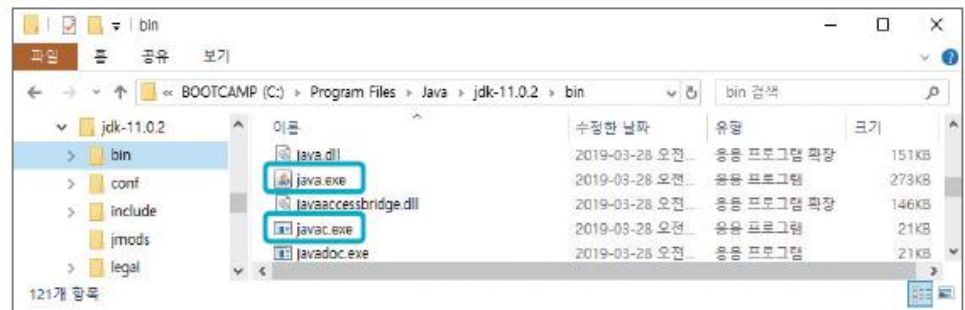 bin
파일 홈 공유 보기
« BOOTCAMP (C:) › Program Files › Java › jdk-11.0.2 › bin bin 검색
jdk-11.0.2 이름 수정한 날짜 유형 크기
bin java.dll 2019-03-28 오전... 응용 프로그램 확장 151KB
conf java.exe 2019-03-28 오전... 응용 프로그램 273KB
include javaaccessbridge.dll 2019-03-28 오전... 응용 프로그램 확장 146KB
jmods javac.exe 2019-03-28 오전... 응용 프로그램 21KB
legal javadoc.exe 2019-03-28 오전... 응용 프로그램 21KB
121개 항목